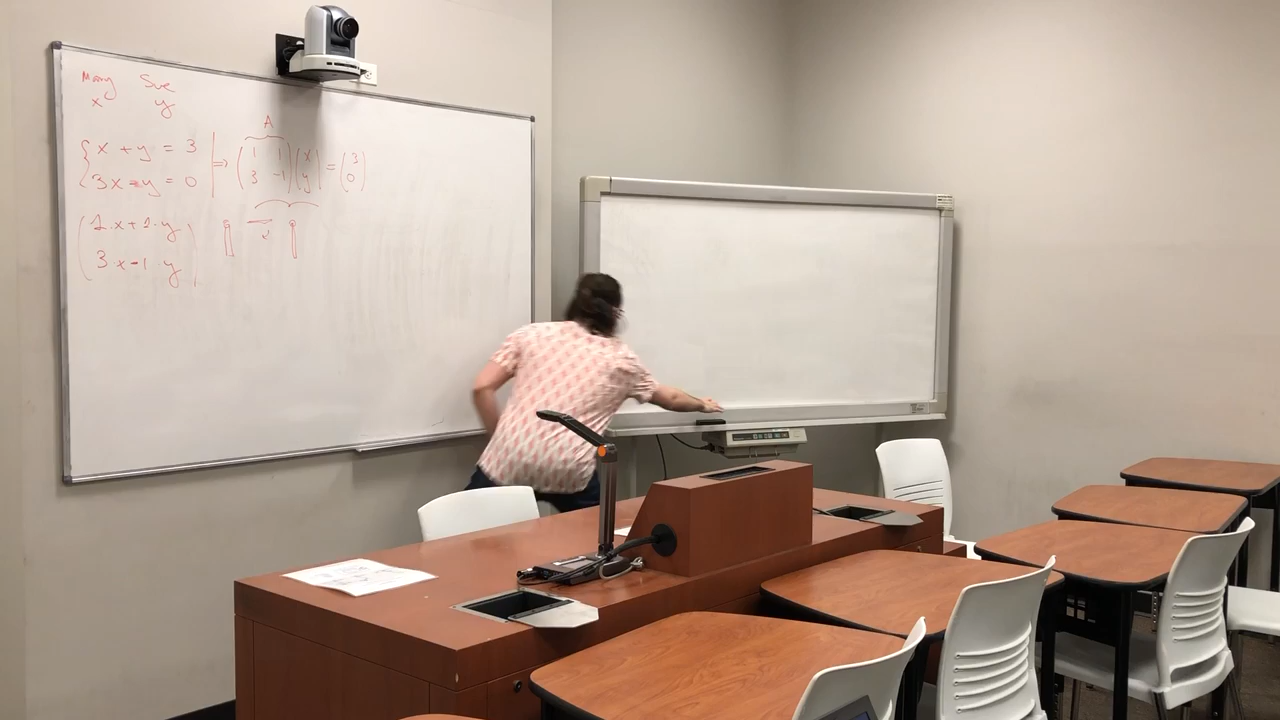 Mary Sue
x y
A
{ x + y = 3 | ⇒ ( 1 1 ) ( x ) = ( 3 )
{ 3x - y = 0 | ( 3 -1 ) ( y ) ( 0 )
( 1·x + 1·y )
( 3·x - 1·y )